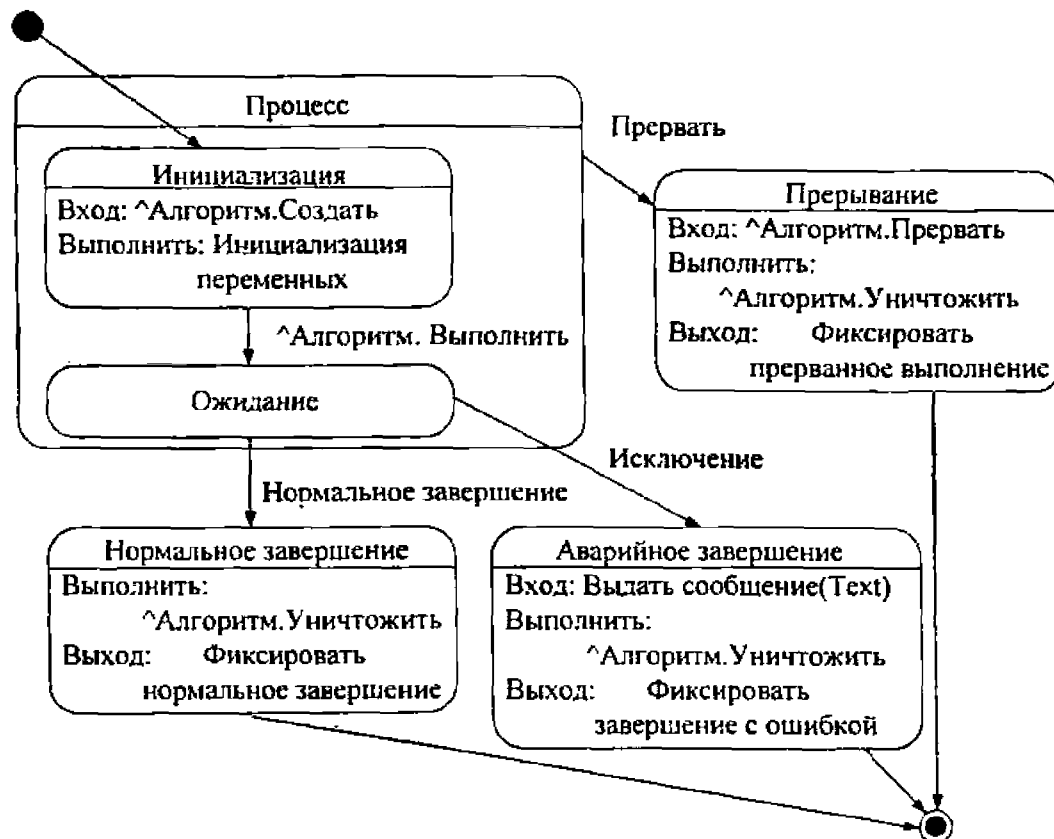 Процесс
Прервать
Инициализация
Вход: ^Алгоритм.Создать
Выполнить: Инициализация
переменных
^Алгоритм. Выполнить
Ожидание
Прерывание
Вход: ^Алгоритм.Прервать
Выполнить:
^Алгоритм.Уничтожить
Выход: Фиксировать
прерванное выполнение
Исключение
Нормальное завершение
Нормальное завершение
Выполнить:
^Алгоритм.Уничтожить
Выход: Фиксировать
нормальное завершение
Аварийное завершение
Вход: Выдать сообщение(Text)
Выполнить:
^Алгоритм.Уничтожить
Выход: Фиксировать
завершение с ошибкой